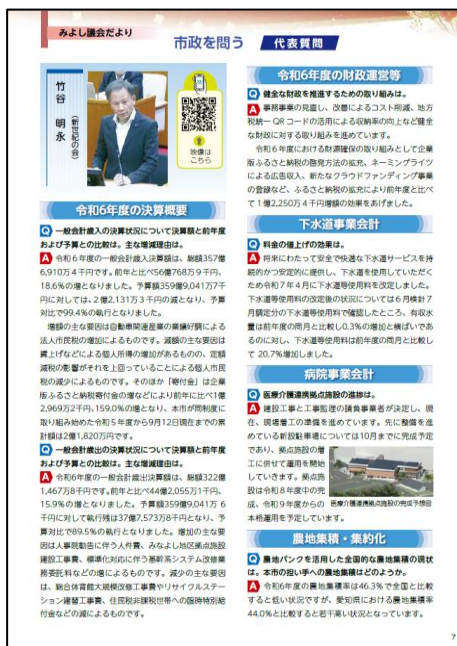 みよし議会だより
市政を問う 代表質問
竹谷 明永
(新世紀の会)
映像は
こちら
令和6年度の決算概要
Q 一般会計歳入の決算状況について決算額と前年度
および予算との比較は。主な増減理由は。
A 令和6年度の一般会計歳入決算額は、総額357億
6,910万4千円です。前年と比べ56億768万9千円、
18.6%の増となりました。予算額359億9,041万7千
円に対しては、2億2,131万3千円の減となり、予算
対比で99.4%の執行となりました。
増額の主な要因は自動車関連産業の業績好調による
法人市民税の増加によるものです。減額の主な要因は
賃上げなどによる個人所得の増加があるものの、定額
減税の影響がそれを上回っていることによる個人市民
税の減少によるものです。そのほか「寄付金」は企業
版ふるさと納税寄付金の増などにより前年に比べ1億
2,969万2千円、159.0%の増となり、本市が同制度に
取り組み始めた令和5年度から9月12日現在までの累
計額は2億1,820万円です。
Q 一般会計歳出の決算状況について決算額と前年度
および予算との比較は。主な増減理由は。
A 令和6年度の一般会計歳出決算額は、総額322億
1,467万8千円です。前年と比べ44億2,055万1千円、
15.9%の増となりました。予算額359億9,041万6
千円に対して執行残は37億7,573万8千円となり、予
算対比で89.5%の執行となりました。増加の主な要
因は人事院勧告に伴う人件費、みなよし地区拠点施設
建設工事費、標準化対応に伴う基幹系システム改修業
務委託料などの増によるものです。減少の主な要因
は、総合体育館大規模改修工事費やリサイクルステー
ション建替工事費、住民税非課税世帯への臨時特別給
付金などの減によるものです。
令和6年度の財政運営等
Q 健全な財政を推進するための取り組みは。
A 事務事業の見直し、改善によるコスト削減、地方
税統一QRコードの活用による収納率の向上など健全
な財政に対する取り組みを進めています。
令和6年度における財源確保の取り組みとして企業
版ふるさと納税の啓発方法の拡充、ネーミングライツ
による広告収入、新たなクラウドファンディング事業
の登録など、ふるさと納税の拡充により前年度と比べ
て1億2,250万4千円増額の効果をあげました。
下水道事業会計
Q 料金の値上げの効果は。
A 将来にわたって安全で快適な下水道サービスを持
続的かつ安定的に提供し、下水道を使用していただく
ため令和7年4月に下水道等使用料を改定しました。
下水道等使用料の改定後の状況については6月検針7
月調定分の下水道等使用料で確認したところ、有収水
量は前年度の同月と比較し0.3%の増加と横ばいであ
るのに対し、下水道等使用料は前年度の同月と比較し
て 20.7%増加しました。
病院事業会計
Q 医療介護連携拠点施設の進捗は。
A 建設工事と工事監理の請負事業者が決定し、現
在、現場着工の準備を進めています。先に整備を進
めている新設駐車場については10月までに完成予定
であり、拠点施設の着
工に併せて運用を開始
していきます。拠点施
設は令和8年度中の完
成、令和9年度からの
本格運用を予定しています。
医療介護連携拠点施設の完成予想図
農地集積・集約化
Q 農地バンクを活用した全国的な農地集積の現状
は。本市の担い手への農地集積はどのようか。
A 令和6年度の農地集積率は46.3%で全国と比較す
ると低い状況ですが、愛知県における農地集積率
44.0%と比較すると若干高い状況となっています。
7